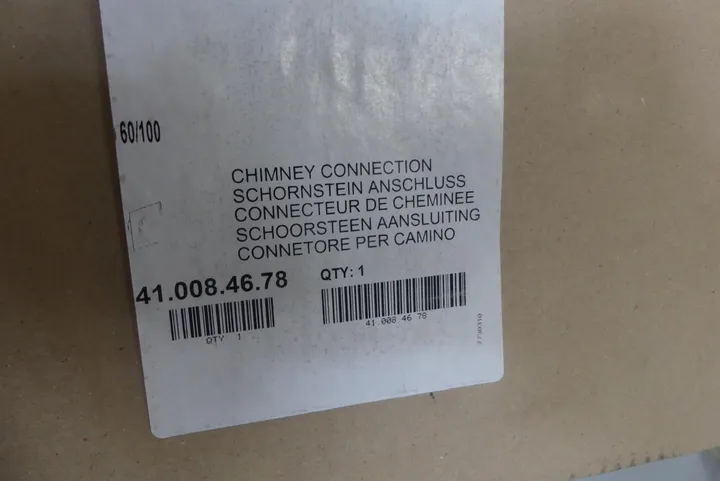 60/100
CHIMNEY CONNECTION
SCHORNSTEIN ANSCHLUSS
CONNECTEUR DE CHEMINEE
SCHOORSTEEN AANSLUITING
CONNETORE PER CAMINO
41.008.46.78
QTY: 1
QTY 1
41 008 46 78